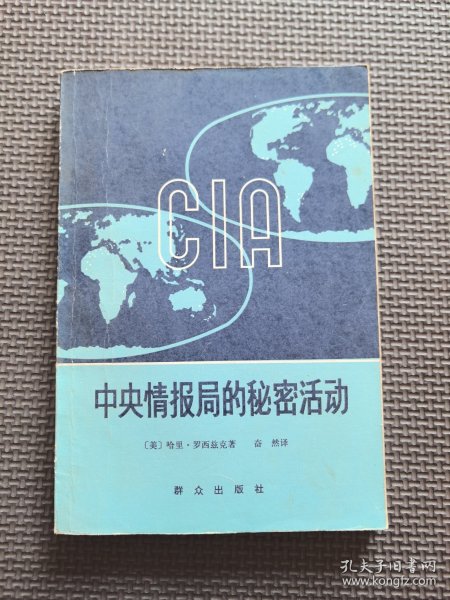 CIA
中央情报局的秘密活动
〔美〕哈里·罗西兹克著 奋然译
群众出版社
孔夫子旧书网
www.kongfz.com